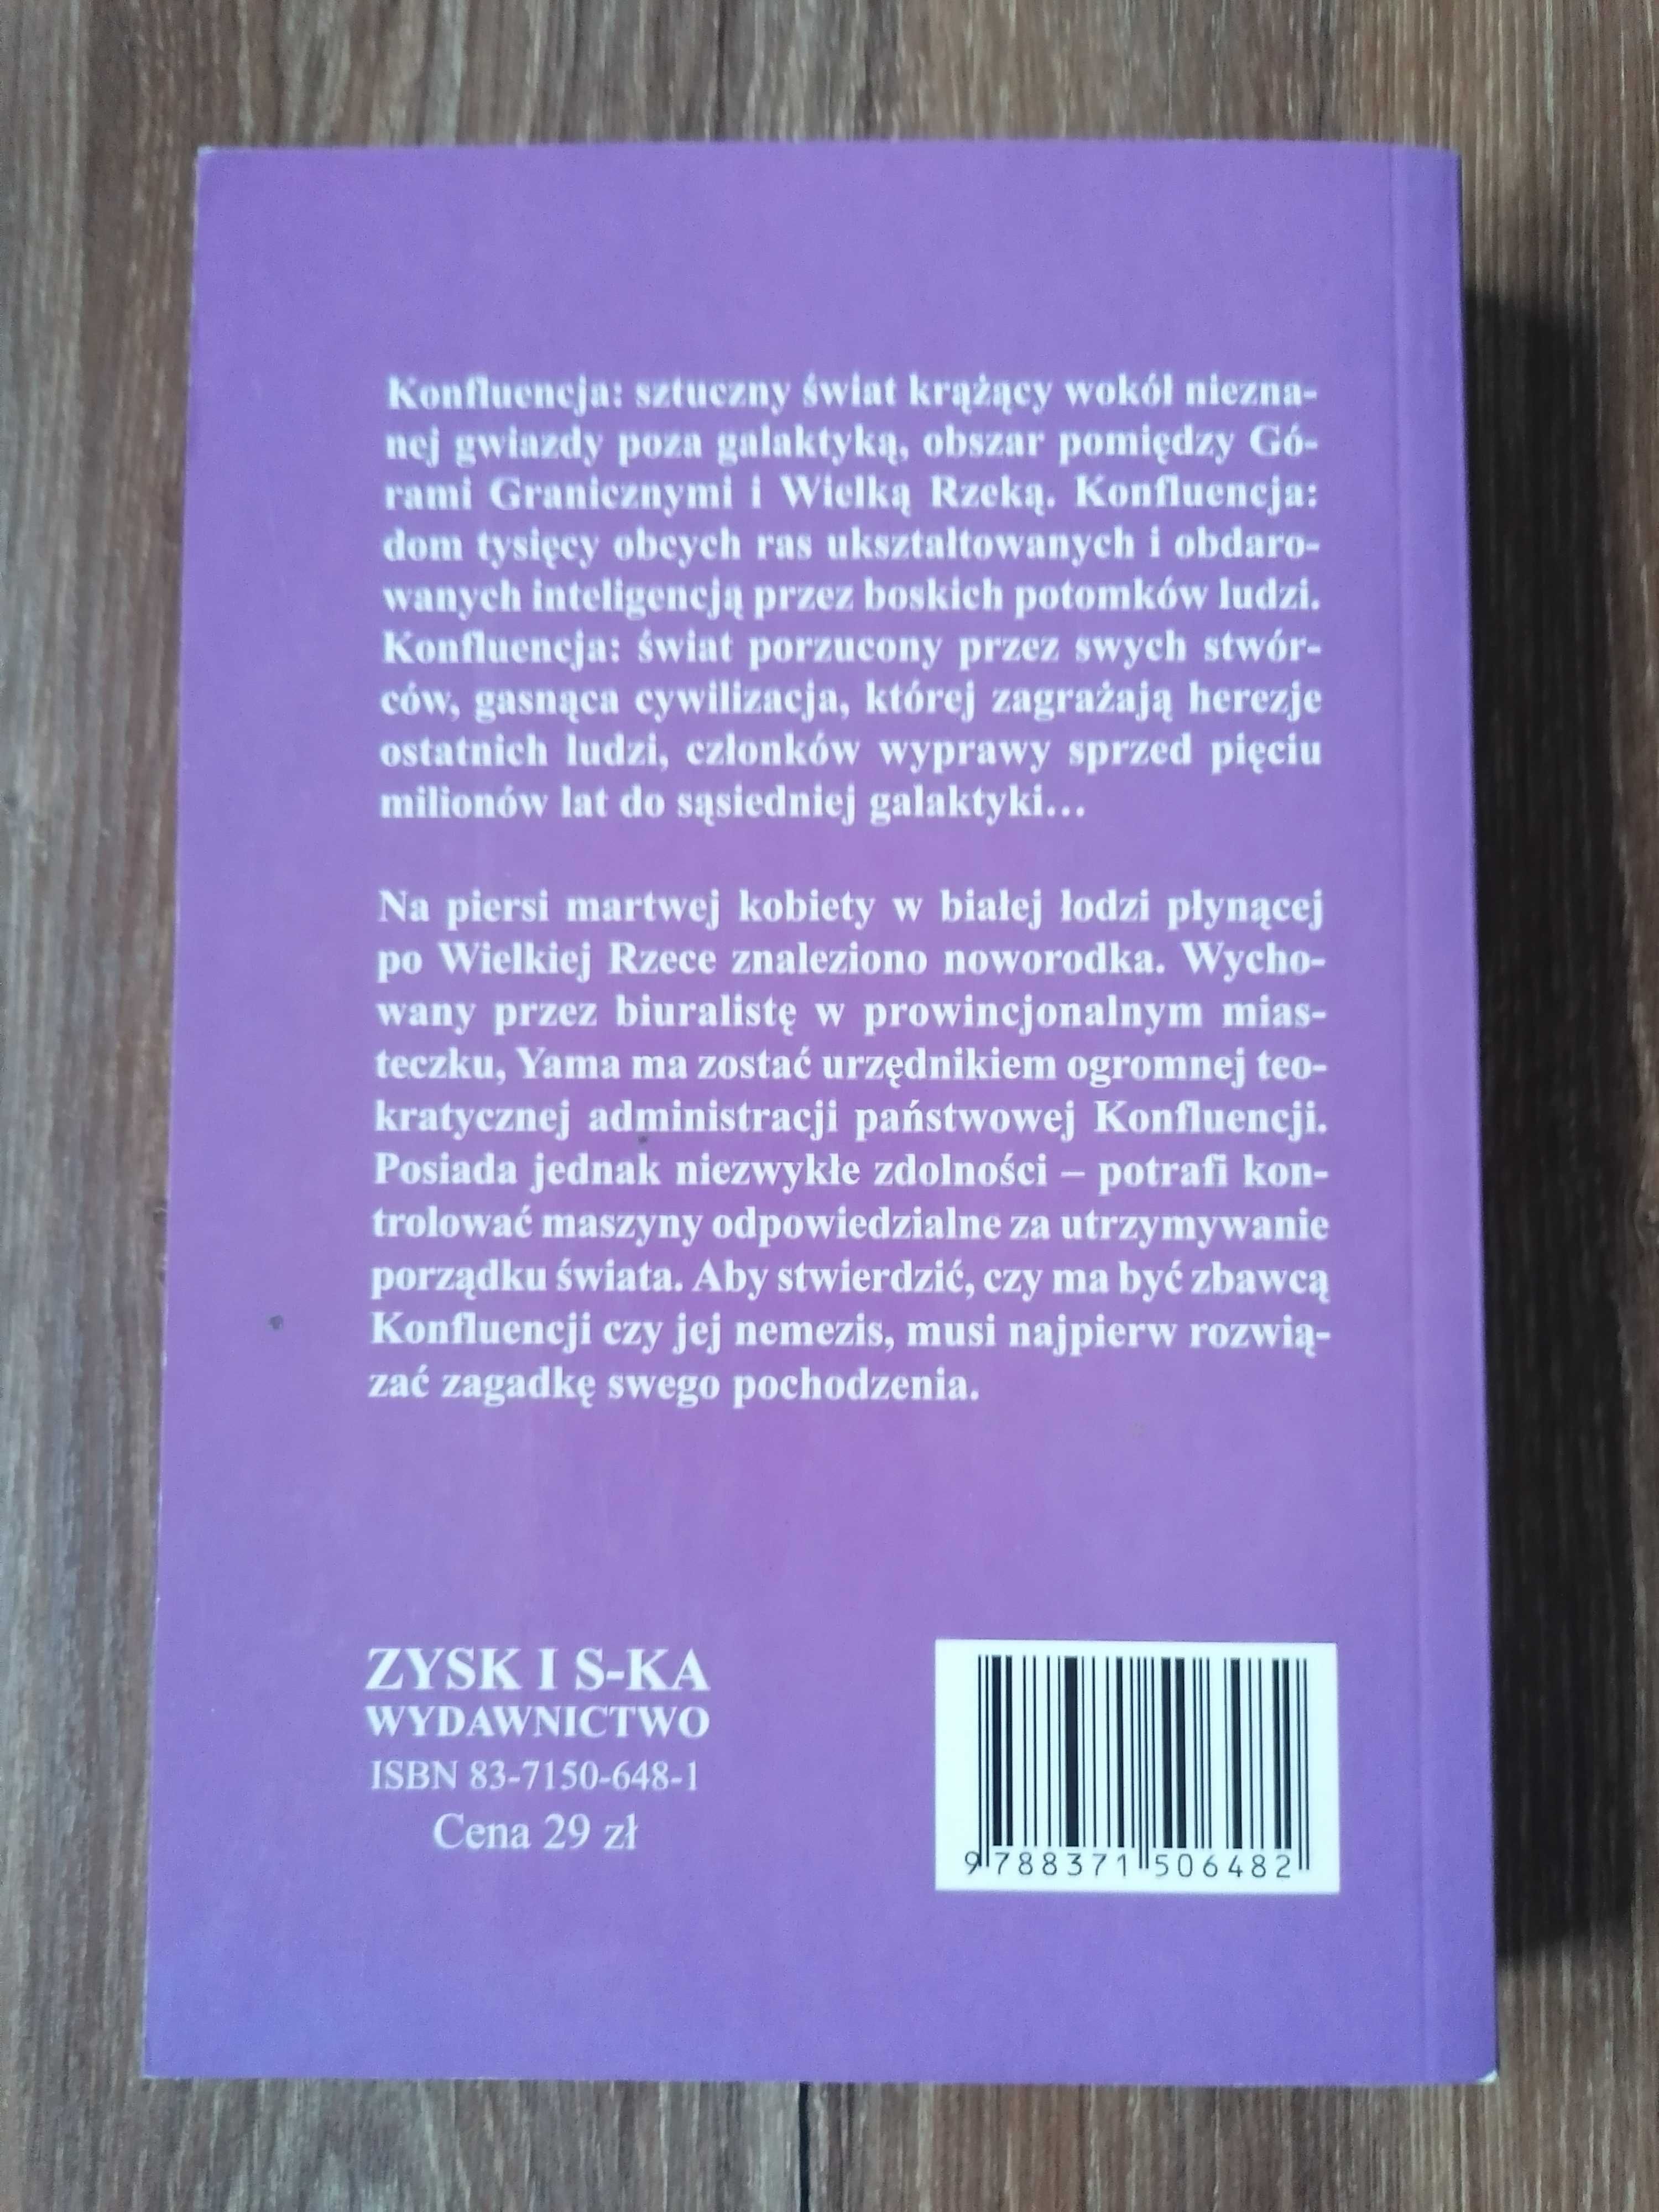 Konfluencja: sztuczny świat krążący wokół niezna-
nej gwiazdy poza galaktyką, obszar pomiędzy Gó-
rami Granicznymi i Wielką Rzeką. Konfluencja:
dom tysięcy obcych ras ukształtowanych i obdaro-
wanych inteligencją przez boskich potomków ludzi.
Konfluencja: świat porzucony przez swych stwór-
ców, gasnąca cywilizacja, której zagrażają herezje
ostatnich ludzi, członków wyprawy sprzed pięciu
milionów lat do sąsiedniej galaktyki...
Na piersi martwej kobiety w białej łodzi płynącej
po Wielkiej Rzece znaleziono noworodka. Wycho-
wany przez biuralistę w prowincjonalnym mias-
teczku, Yama ma zostać urzędnikiem ogromnej teo-
kratycznej administracji państwowej Konfluencji.
Posiada jednak niezwykłe zdolności – potrafi kon-
trolować maszyny odpowiedzialne za utrzymywanie
porządku świata. Aby stwierdzić, czy ma być zbawcą
Konfluencji czy jej nemezis, musi najpierw rozwią-
zać zagadkę swego pochodzenia.
ZYSK I S-KA
WYDAWNICTWO
ISBN 83-7150-648-1
Cena 29 zł
9 788371 506482